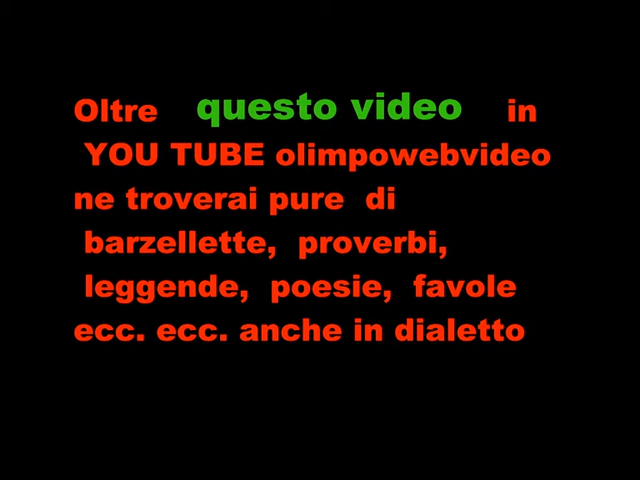 Oltre questo video in
YOU TUBE olimpowebvideo
ne troverai pure di
barzellette, proverbi,
leggende, poesie, favole
ecc. ecc. anche in dialetto